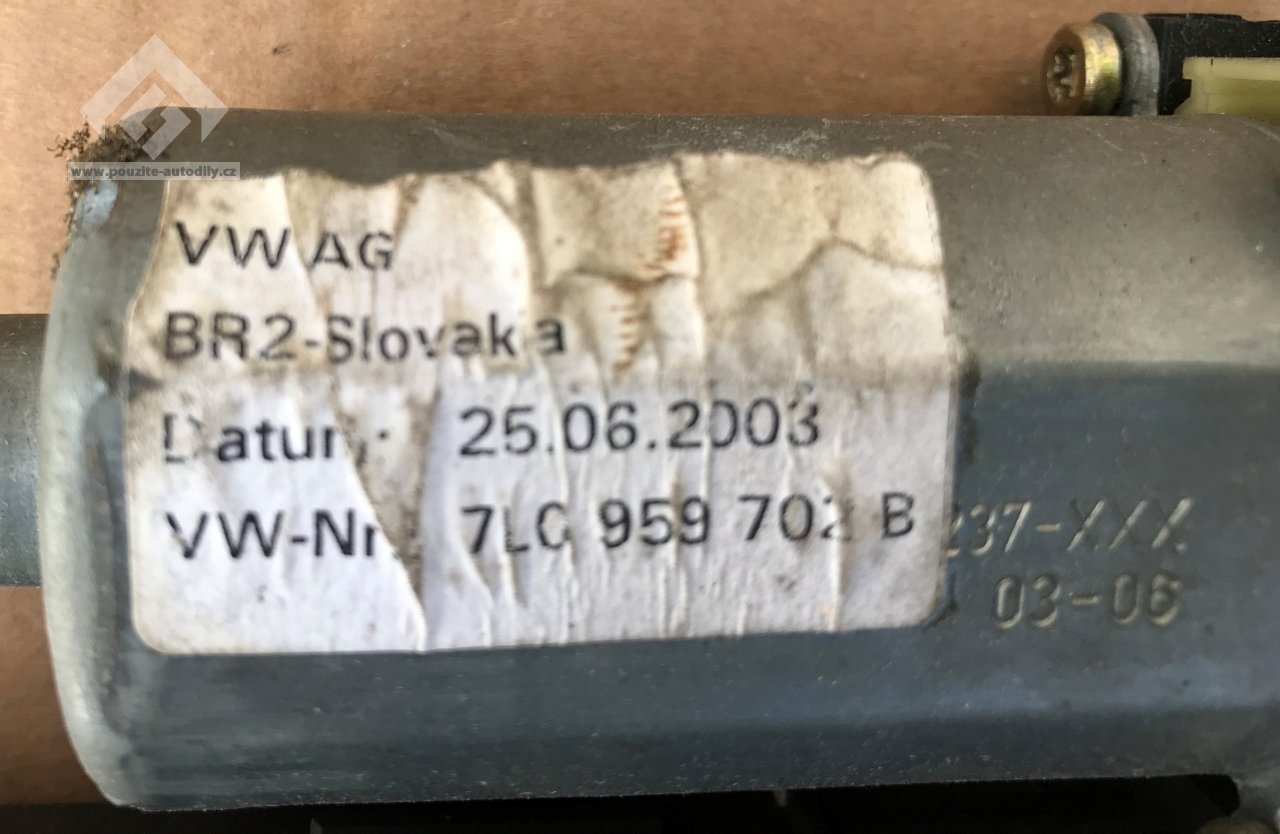 www.pouzite-autodily.cz
VW AG
BR2-Slovakia
Datum: 25.06.2003
VW-Nr.: 7L0 959 702 B
237-XXX
03-06